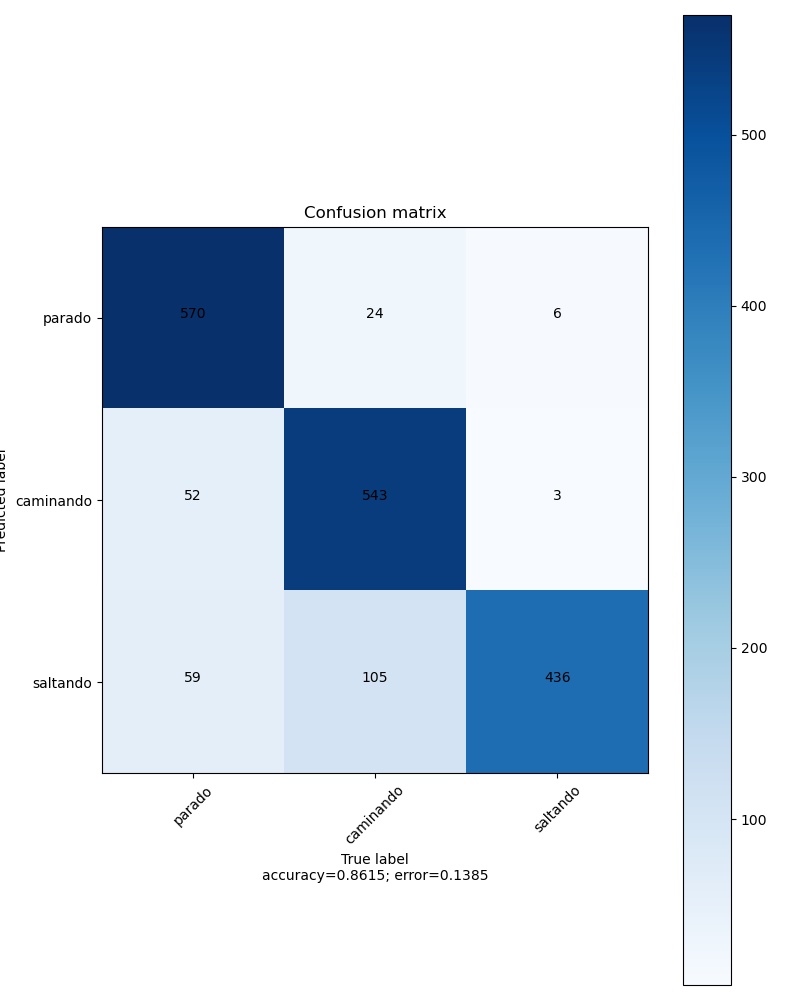 Confusion matrix
parado
570
24
6
caminando
52
543
3
saltando
59
105
436
parado
caminando
saltando
True label
accuracy=0.8615; error=0.1385
Predicted label
500
400
300
200
100